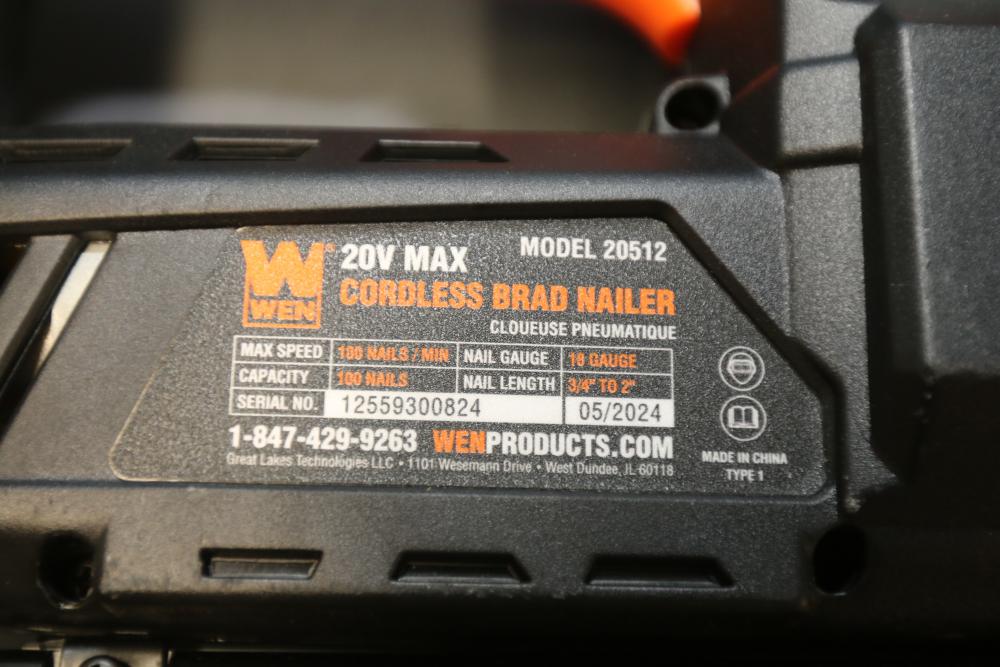 WEN®
20V MAX MODEL 20512
CORDLESS BRAD NAILER
CLOUEUSE PNEUMATIQUE
MAX SPEED 100 NAILS / MIN NAIL GAUGE 18 GAUGE
CAPACITY 100 NAILS NAIL LENGTH 3/4" TO 2"
SERIAL NO. 12559300824 05/2024
1-847-429-9263 WENPRODUCTS.COM
Great Lakes Technologies LLC • 1101 Wesemann Drive • West Dundee, IL 60118
MADE IN CHINA
TYPE 1